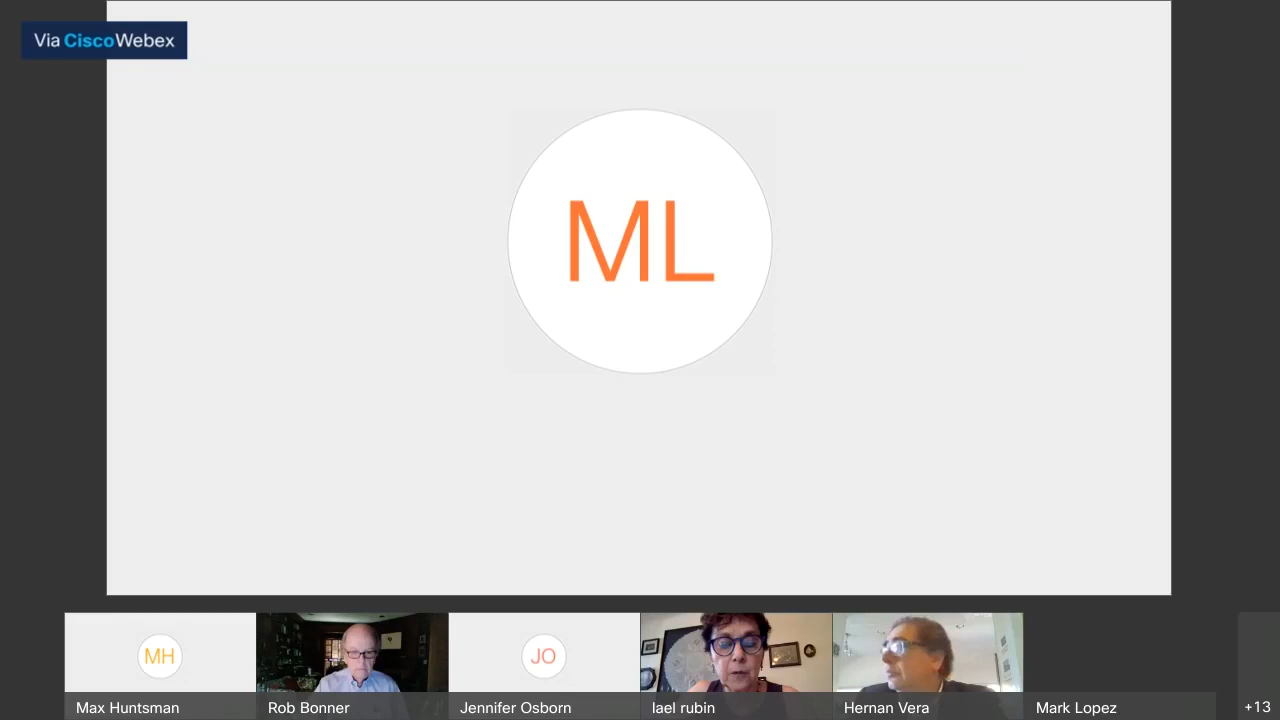 Via CiscoWebex
ML
MH
JO
Max Huntsman
Rob Bonner
Jennifer Osborn
lael rubin
Hernan Vera
Mark Lopez
+13